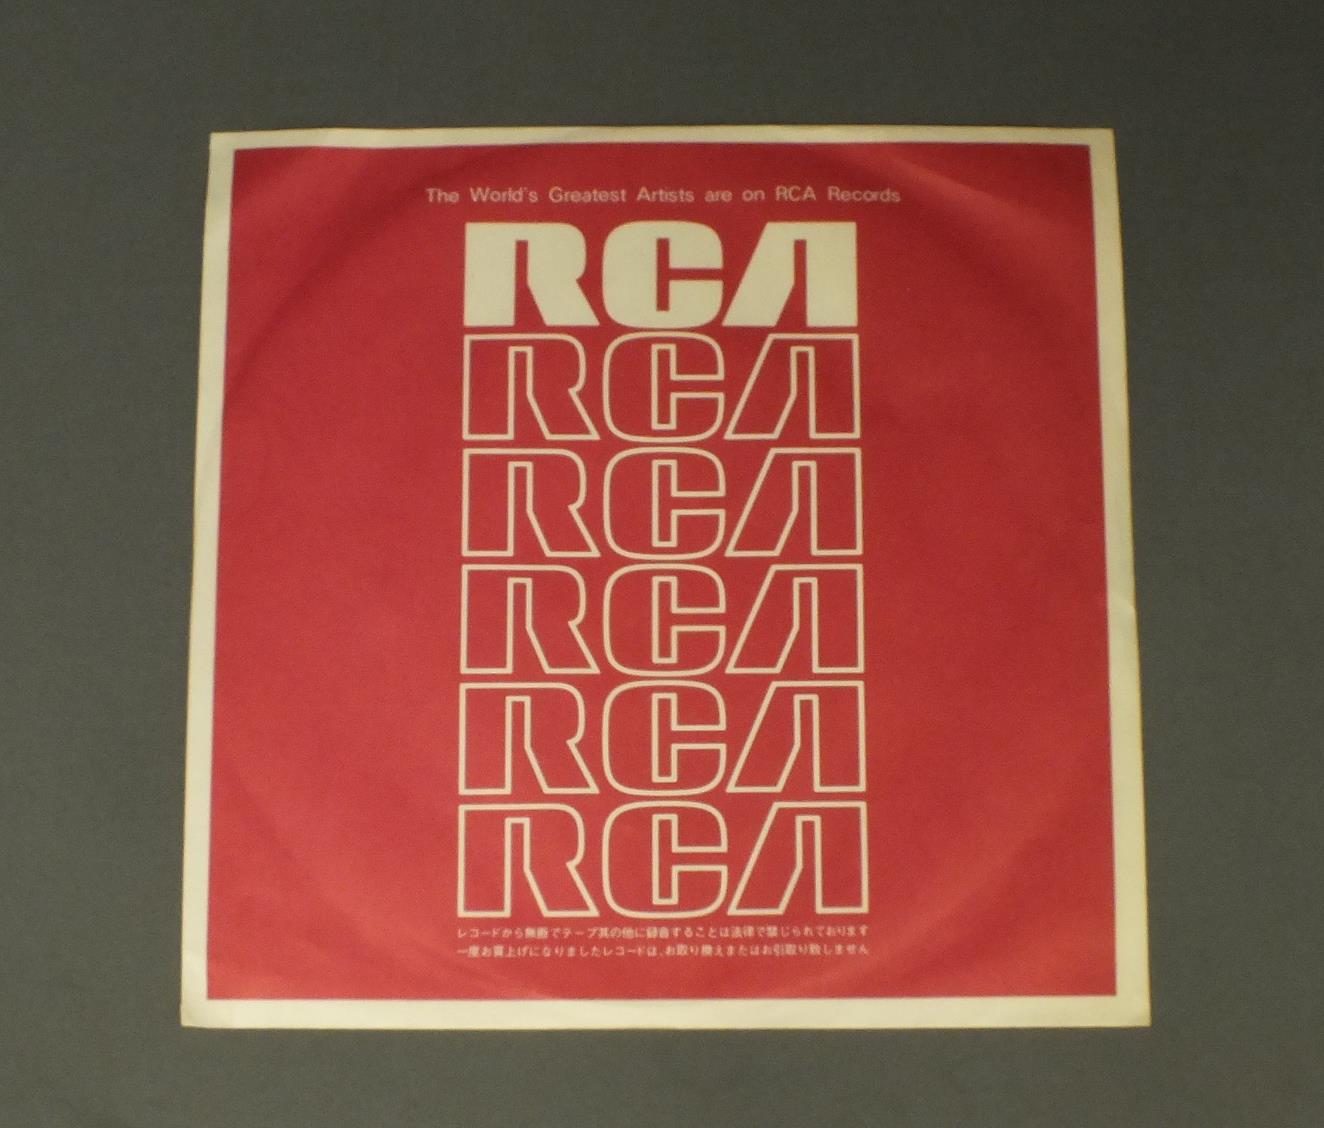 The World's Greatest Artists are on RCA Records
RCA
RCA
RCA
RCA
RCA
RCA
レコードから無断でテープ其の他に録音することは法律で禁じられております
一度お買上げになりましたレコードは、お取り換えまたはお引取り致しません